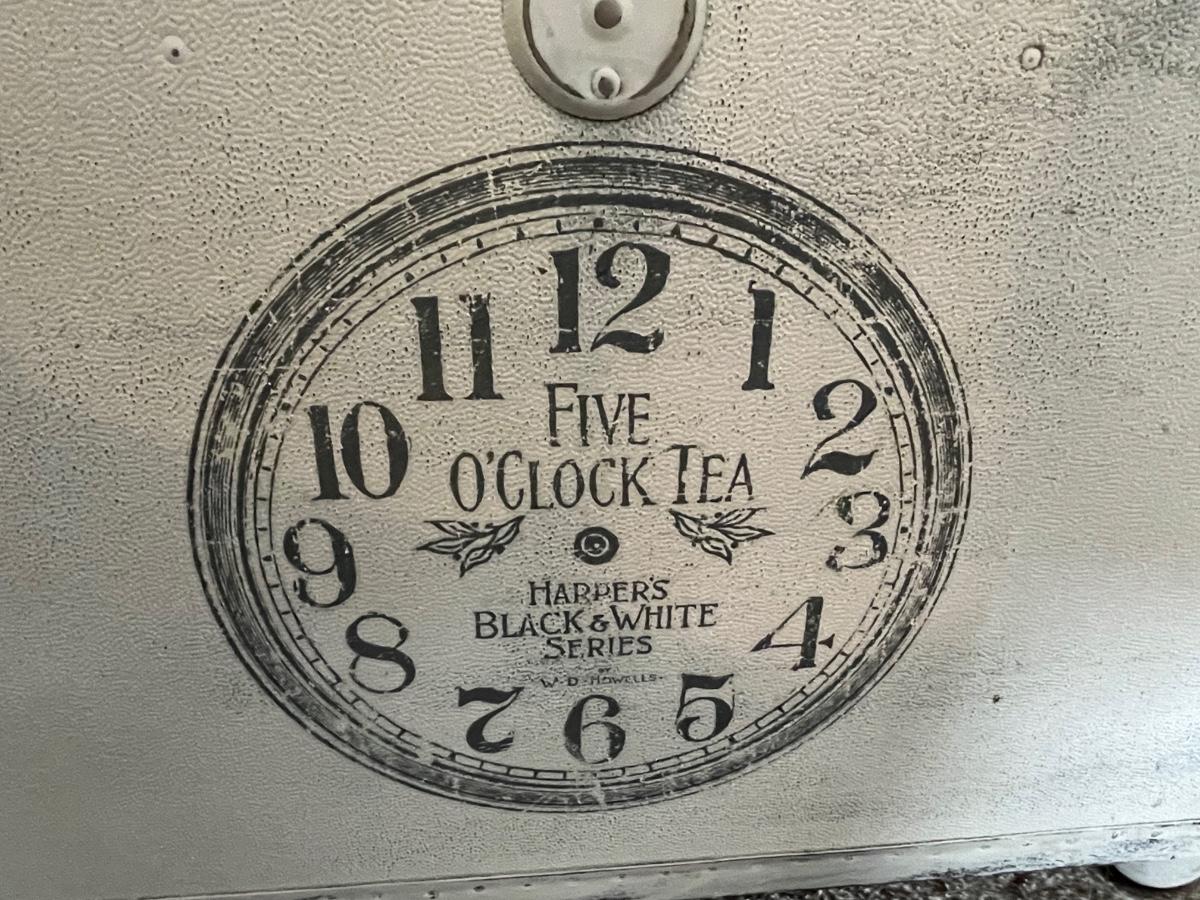 12
11
1
10
2
FIVE
O'CLOCK TEA
9
3
HARPER'S
BLACK & WHITE
SERIES
BY
W. D. HOWELLS.
8
4
7
6
5